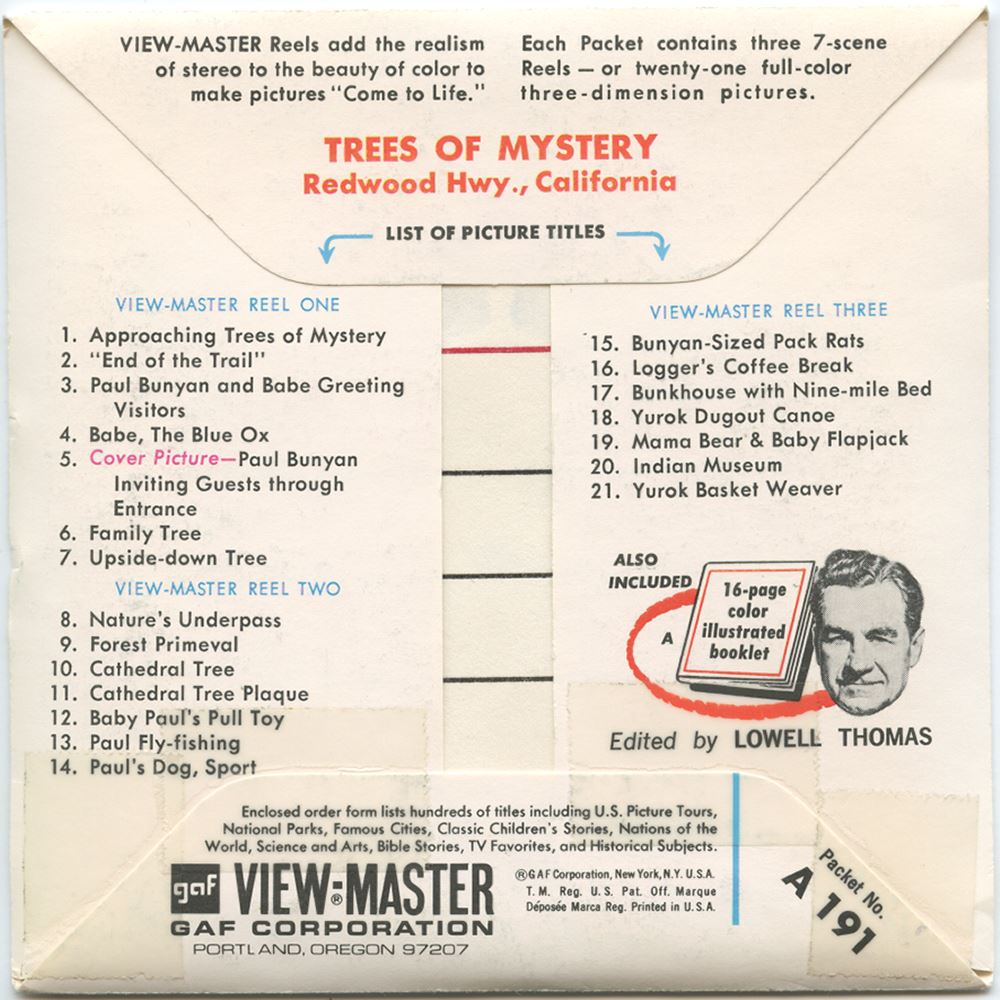 VIEW-MASTER Reels add the realism
of stereo to the beauty of color to
make pictures "Come to Life."
Each Packet contains three 7-scene
Reels — or twenty-one full-color
three-dimension pictures.
TREES OF MYSTERY
Redwood Hwy., California
LIST OF PICTURE TITLES
VIEW-MASTER REEL ONE
1. Approaching Trees of Mystery
2. "End of the Trail"
3. Paul Bunyan and Babe Greeting
Visitors
4. Babe, The Blue Ox
5. Cover Picture—Paul Bunyan
Inviting Guests through
Entrance
6. Family Tree
7. Upside-down Tree
VIEW-MASTER REEL TWO
8. Nature's Underpass
9. Forest Primeval
10. Cathedral Tree
11. Cathedral Tree Plaque
12. Baby Paul's Pull Toy
13. Paul Fly-fishing
14. Paul's Dog, Sport
VIEW-MASTER REEL THREE
15. Bunyan-Sized Pack Rats
16. Logger's Coffee Break
17. Bunkhouse with Nine-mile Bed
18. Yurok Dugout Canoe
19. Mama Bear & Baby Flapjack
20. Indian Museum
21. Yurok Basket Weaver
ALSO
INCLUDED
A
16-page
color
illustrated
booklet
Edited by LOWELL THOMAS
Enclosed order form lists hundreds of titles including U.S. Picture Tours,
National Parks, Famous Cities, Classic Children's Stories, Nations of the
World, Science and Arts, Bible Stories, TV Favorites, and Historical Subjects.
gaf VIEW-MASTER®
GAF CORPORATION
PORTLAND, OREGON 97207
®GAF Corporation, New York, N.Y. U.S.A.
T.M. Reg. U.S. Pat. Off. Marque
Déposée Marca Reg. Printed in U.S.A.
Packet No.
A 191